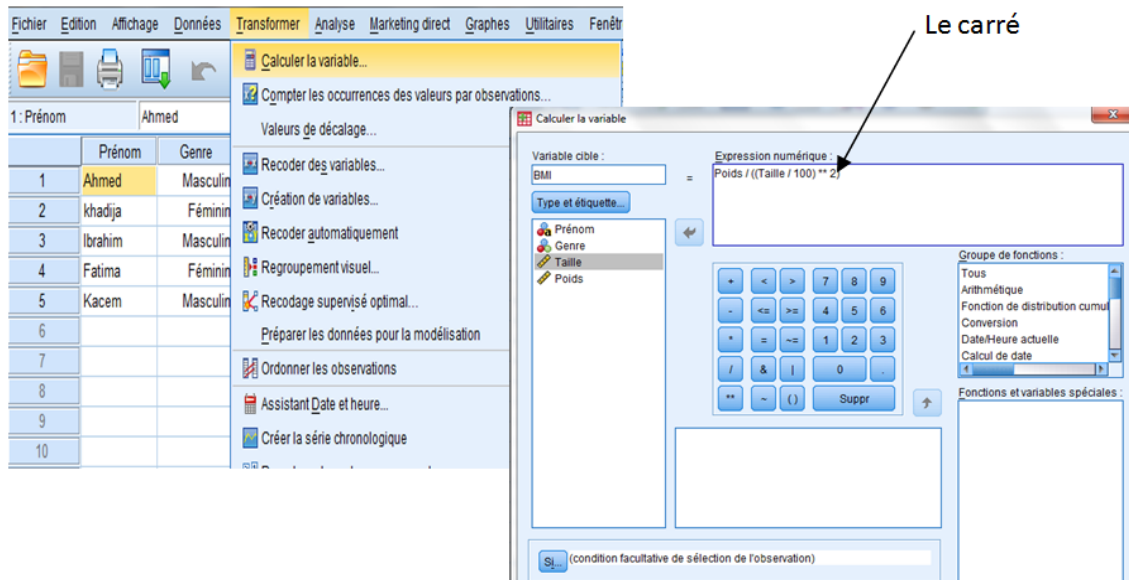 Fichier Edition Affichage Données Transformer Analyse Marketing direct Graphes Utilitaires Fenêtr
Le carré
Calculer la variable...
Compter les occurrences des valeurs par observations...
Valeurs de décalage...
Recoder des variables...
Création de variables...
Recoder automatiquement
Regroupement visuel...
Recodage supervisé optimal...
Préparer les données pour la modélisation
Ordonner les observations
Assistant Date et heure...
Créer la série chronologique
1 : Prénom Ahmed
Prénom Genre
1 Ahmed Masculin
2 khadija Féminin
3 Ibrahim Masculin
4 Fatima Féminin
5 Kacem Masculin
6
7
8
9
10
Calculer la variable
Variable cible :
BMI
=
Expression numérique :
Poids / ((Taille / 100) ** 2)
Type et étiquette...
Prénom
Genre
Taille
Poids
+ < > 7 8 9
- <= >= 4 5 6
* = ~= 1 2 3
/ & | 0 .
** ~ ( ) Suppr
Groupe de fonctions :
Tous
Arithmétique
Fonction de distribution cumul
Conversion
Date/Heure actuelle
Calcul de date
Fonctions et variables spéciales :
Si... (condition facultative de sélection de l'observation)